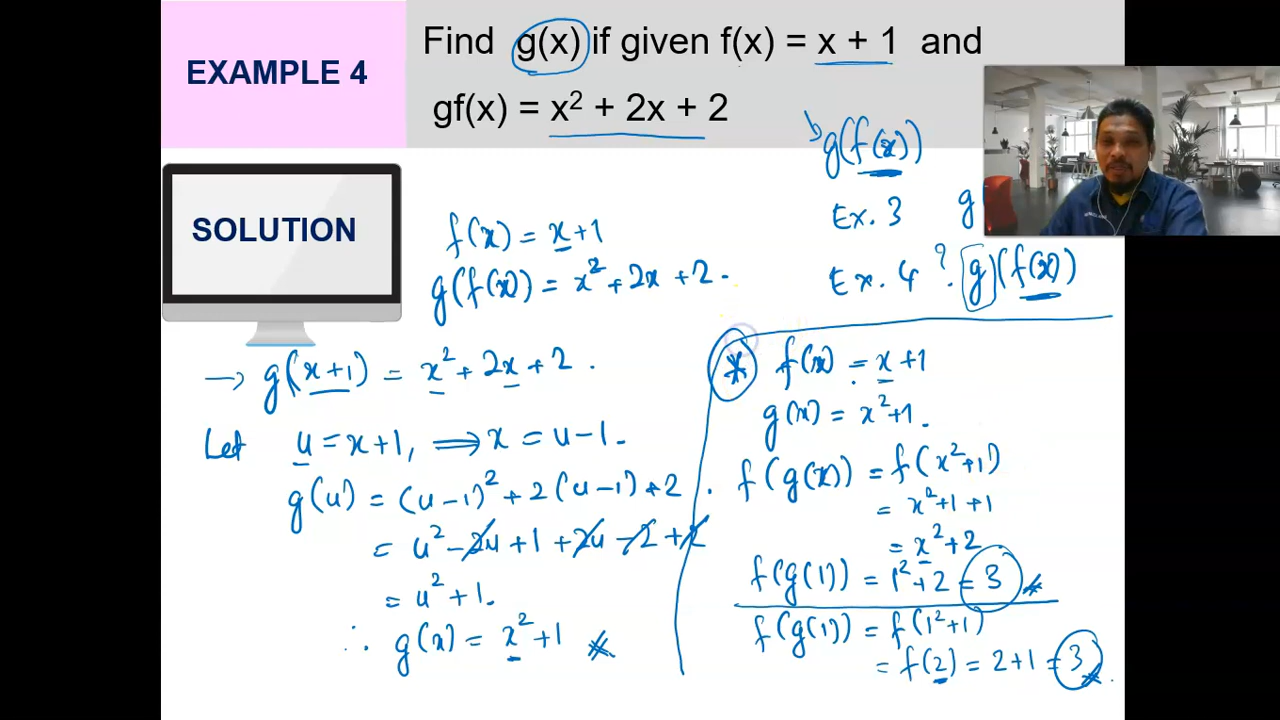 EXAMPLE 4
Find g(x) if given f(x) = x + 1 and
gf(x) = x² + 2x + 2
g(f(x))
Ex. 3 g
Ex. 4 ? g(f(x))
SOLUTION
f(x) = x+1
g(f(x)) = x² + 2x + 2.
→ g(x+1) = x² + 2x + 2.
Let u = x+1, ⟹ x = u-1.
g(u) = (u-1)² + 2(u-1) + 2.
= u² - 2u + 1 + 2u - 2 + 2
= u² + 1.
∴ g(x) = x² + 1
* f(x) = x+1
g(x) = x²+1.
f(g(x)) = f(x²+1)
= x²+1+1
= x²+2.
f(g(1)) = 1²+2 = 3
f(g(1)) = f(1²+1)
= f(2) = 2+1 = 3